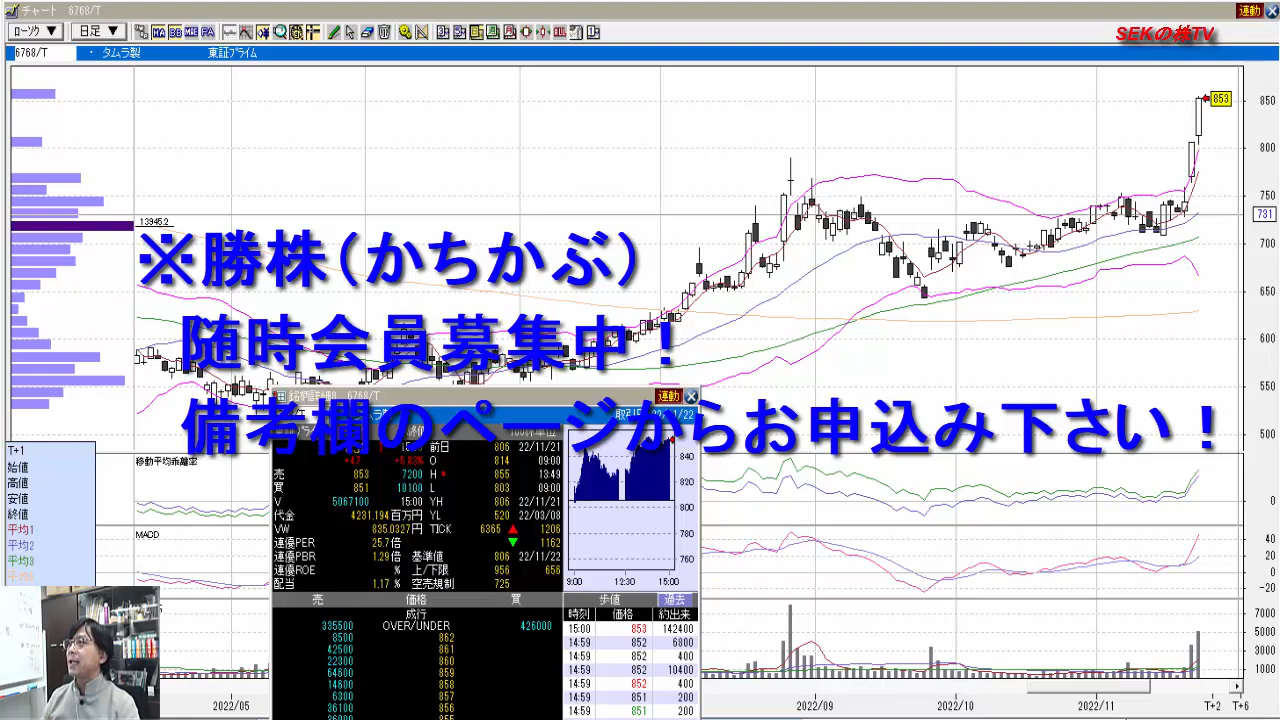 チャート 6768/T
連動
ﾛｰｿｸ ▼ 日足 ▼
SEKの株TV
6768/T ・ タムラ製 東証プライム
853
850
800
750
731
700
650
600
550
500
13945.2
※勝株(かちかぶ)
随時会員募集中!
備考欄のページからお申込み下さい!
6768/T 連動
T+1
始値
高値
安値
終値
平均1
平均2
平均3
移動平均乖離率
MACD
前日 806 22/11/21
+47 +5.83% O 814 09:00
売 853 7200 H * 855 13:49
買 851 10100 L 803 09:00
V 5067100 15:00 YH 806 22/11/21
代金 4231.194 百万円 YL 520 22/03/08
VW 835.0327円 TICK 6365 ▲ 1206
連優PER 25.7 倍 ▼ 1162
連優PBR 1.29 倍 基準値 806 22/11/22
連優ROE % 上/下限 956 656
配当 1.17 % 空売規制 725
840
820
800
780
760
9:00 12:30 15:00
売 価格 買
成行
335500 OVER/UNDER 426000
8500 862
42500 861
22300 860
64600 859
14600 858
6300 857
36100 856
歩値 過去
時刻 価格 約出来
15:00 853 142400
14:59 852 6800
14:59 852 400
14:59 852 10400
14:59 852 400
14:59 851 200
14:59 851 200
0
40
20
0
-20
7000
5000
3000
1000
2022/05 2022/09 2022/10 2022/11 T+2 T+6